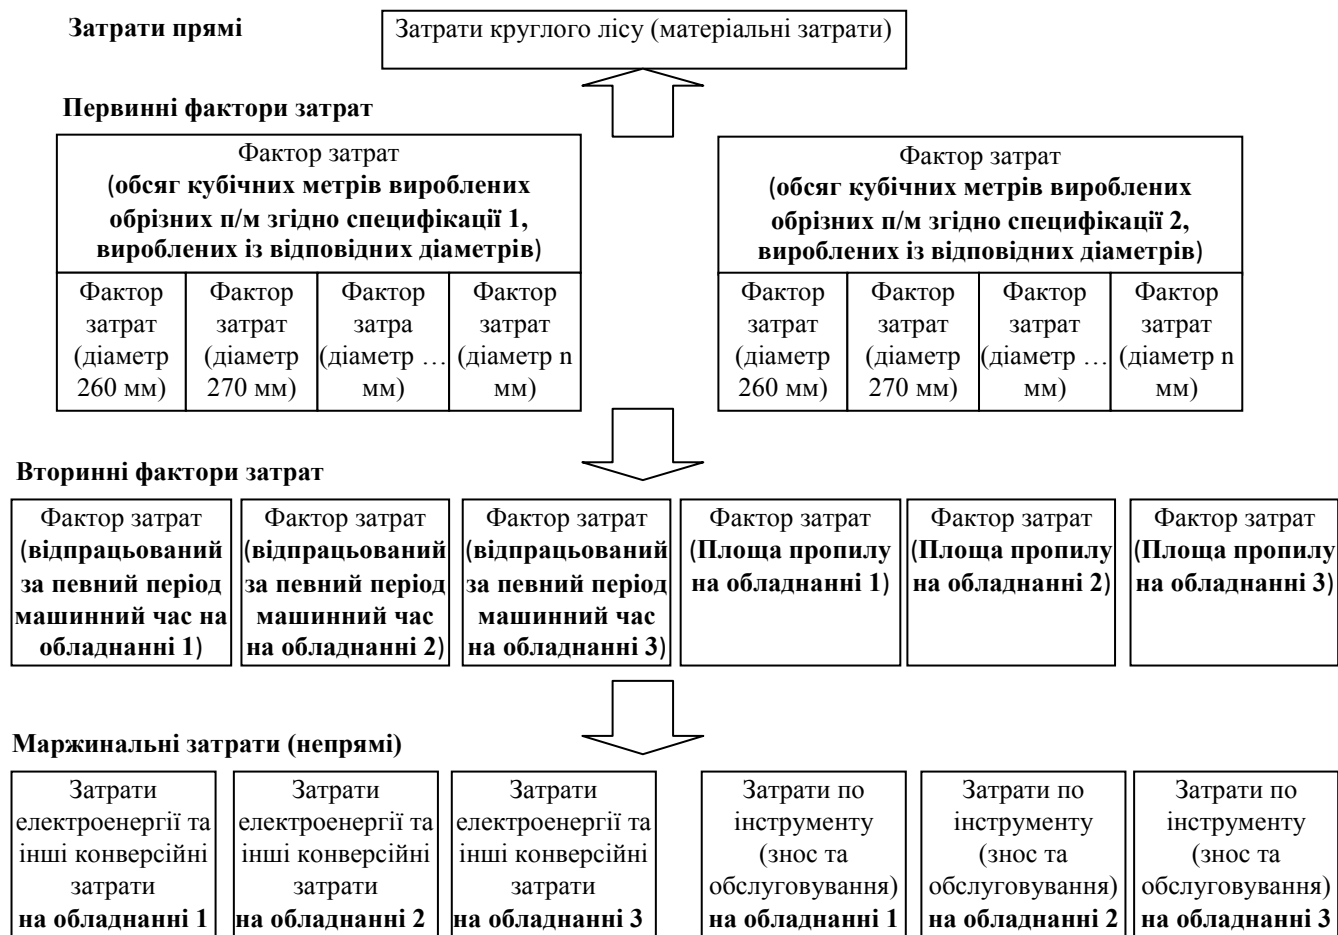 Затрати прямі
Затрати круглого лісу (матеріальні затрати)
Первинні фактори затрат
Фактор затрат
(обсяг кубічних метрів вироблених
обрізних п/м згідно специфікації 1,
вироблених із відповідних діаметрів)
Фактор
затрат
(діаметр
260 мм)
Фактор
затрат
(діаметр
270 мм)
Фактор
затра
(діаметр …
мм)
Фактор
затрат
(діаметр n
мм)
Фактор затрат
(обсяг кубічних метрів вироблених
обрізних п/м згідно специфікації 2,
вироблених із відповідних діаметрів)
Фактор
затрат
(діаметр
260 мм)
Фактор
затрат
(діаметр
270 мм)
Фактор
затрат
(діаметр …
мм)
Фактор
затрат
(діаметр n
мм)
Вторинні фактори затрат
Фактор затрат
(відпрацьований
за певний період
машинний час на
обладнанні 1)
Фактор затрат
(відпрацьований
за певний період
машинний час
на обладнанні 2)
Фактор затрат
(відпрацьований
за певний період
машинний час
на обладнанні 3)
Фактор затрат
(Площа пропилу
на обладнанні 1)
Фактор затрат
(Площа пропилу
на обладнанні 2)
Фактор затрат
(Площа пропилу
на обладнанні 3)
Маржинальні затрати (непрямі)
Затрати
електроенергії та
інші конверсійні
затрати
на обладнанні 1
Затрати
електроенергії та
інші конверсійні
затрати
на обладнанні 2
Затрати
електроенергії та
інші конверсійні
затрати
на обладнанні 3
Затрати по
інструменту
(знос та
обслуговування)
на обладнанні 1
Затрати по
інструменту
(знос та
обслуговування)
на обладнанні 2
Затрати по
інструменту
(знос та
обслуговування)
на обладнанні 3